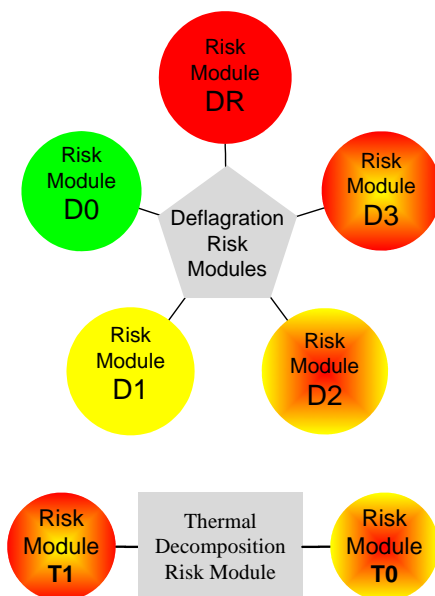 Risk
Module
DR
Risk
Module
D0
Deflagration
Risk
Modules
Risk
Module
D3
Risk
Module
D1
Risk
Module
D2
Risk
Module
T1
Thermal
Decomposition
Risk Module
Risk
Module
T0